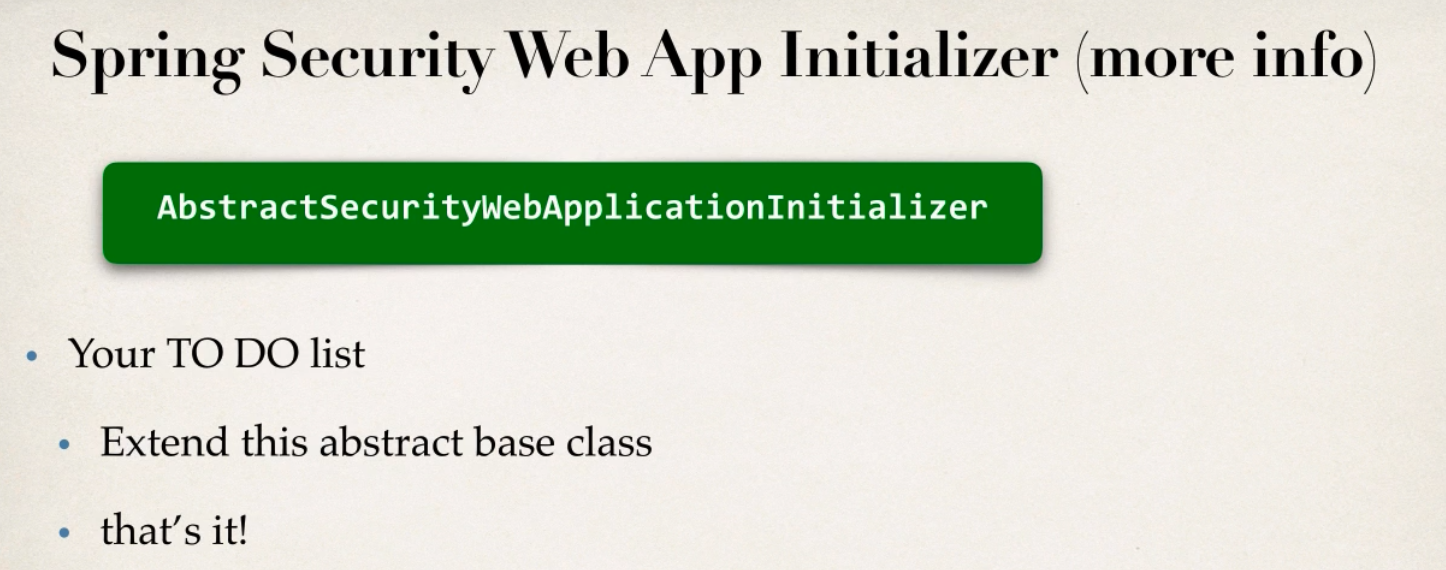 Spring Security Web App Initializer (more info)
AbstractSecurityWebApplicationInitializer
• Your TO DO list
• Extend this abstract base class
• that’s it!